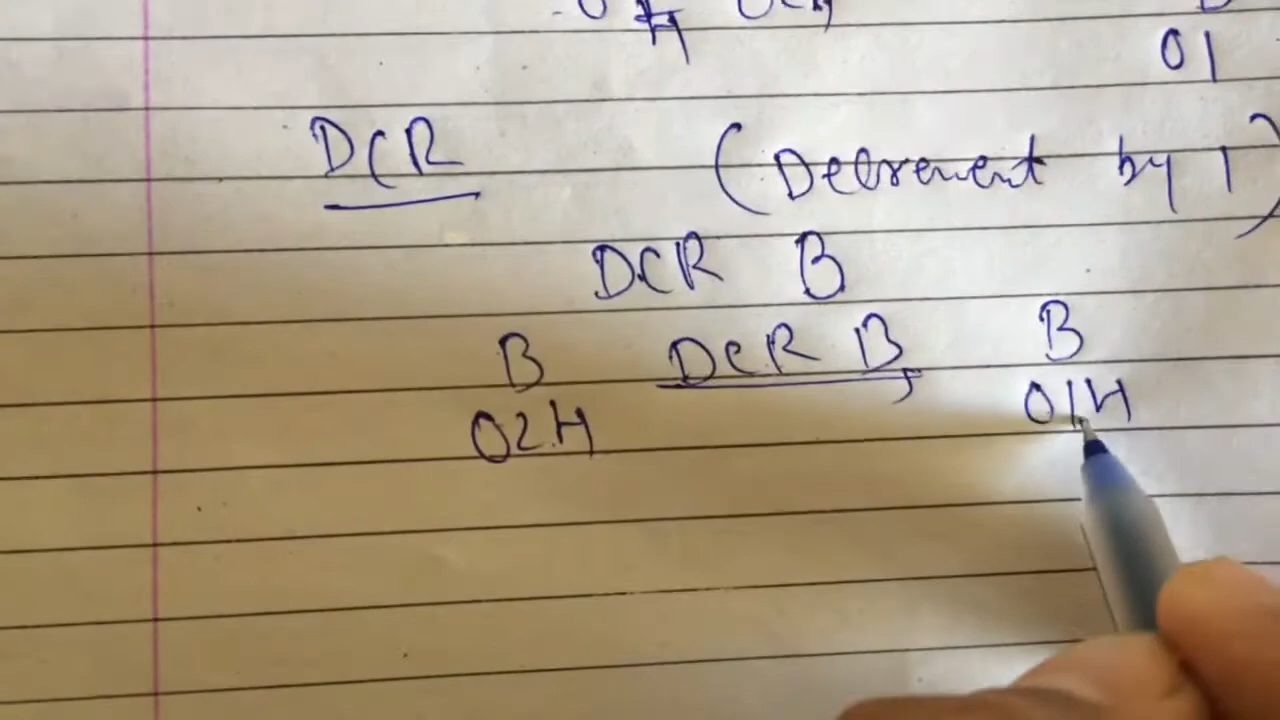 01
DCR (Decrement by 1)
DCR B
B DCR B B
02H 01H